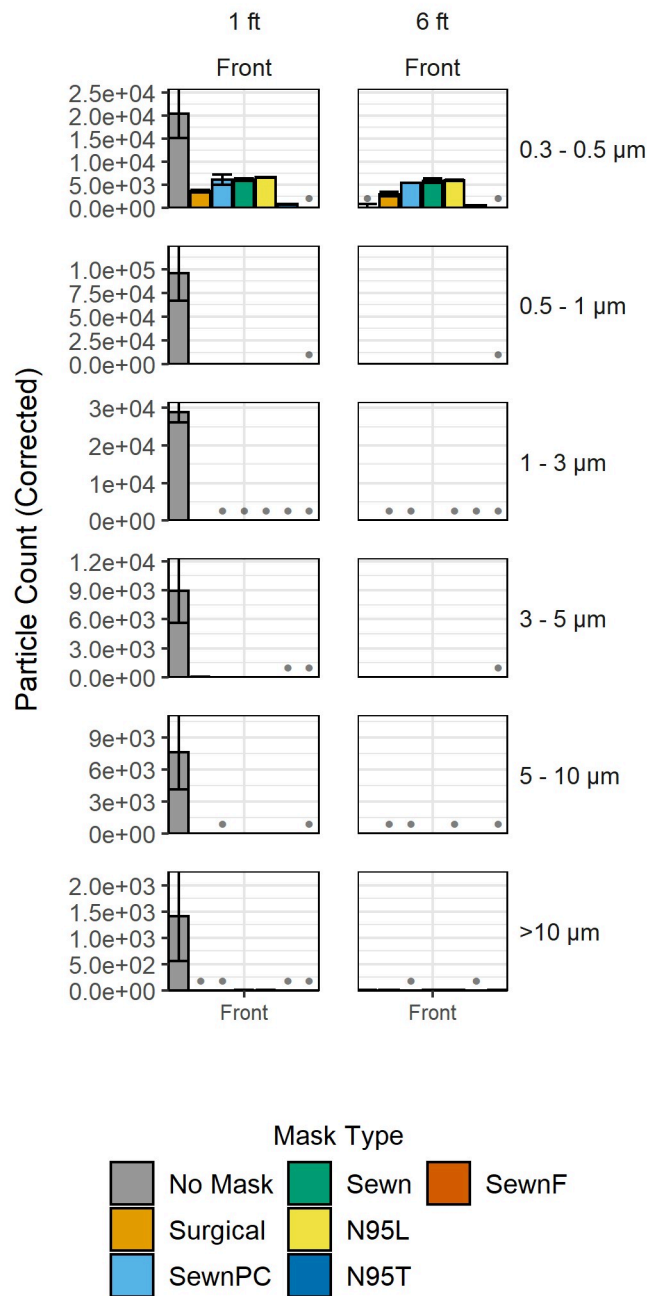 1 ft 6 ft
Front Front
2.5e+04
2.0e+04
1.5e+04
1.0e+04
5.0e+03
0.0e+00
0.3 - 0.5 µm
1.0e+05
7.5e+04
5.0e+04
2.5e+04
0.0e+00
0.5 - 1 µm
Particle Count (Corrected)
3e+04
2e+04
1e+04
0e+00
1 - 3 µm
1.2e+04
9.0e+03
6.0e+03
3.0e+03
0.0e+00
3 - 5 µm
9e+03
6e+03
3e+03
0e+00
5 - 10 µm
2.0e+03
1.5e+03
1.0e+03
5.0e+02
0.0e+00
>10 µm
Front Front
Mask Type
No Mask Sewn SewnF
Surgical N95L
SewnPC N95T